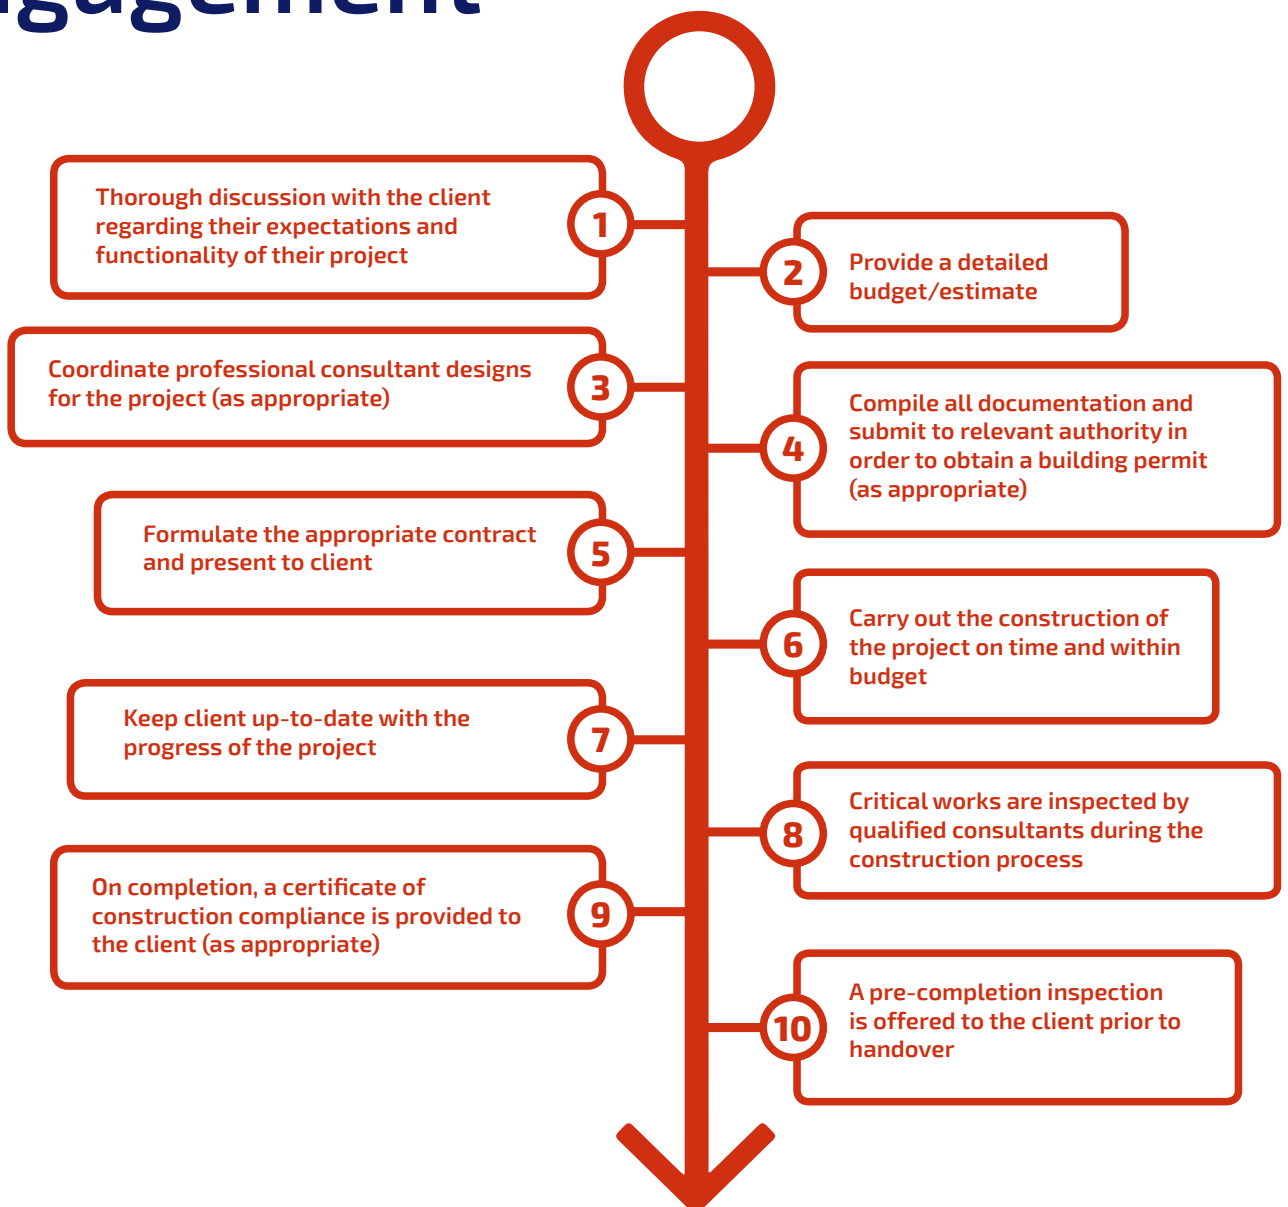 ngagement
1
Thorough discussion with the client
regarding their expectations and
functionality of their project
2
Provide a detailed
budget/estimate
3
Coordinate professional consultant designs
for the project (as appropriate)
4
Compile all documentation and
submit to relevant authority in
order to obtain a building permit
(as appropriate)
5
Formulate the appropriate contract
and present to client
6
Carry out the construction of
the project on time and within
budget
7
Keep client up-to-date with the
progress of the project
8
Critical works are inspected by
qualified consultants during the
construction process
9
On completion, a certificate of
construction compliance is provided to
the client (as appropriate)
10
A pre-completion inspection
is offered to the client prior to
handover